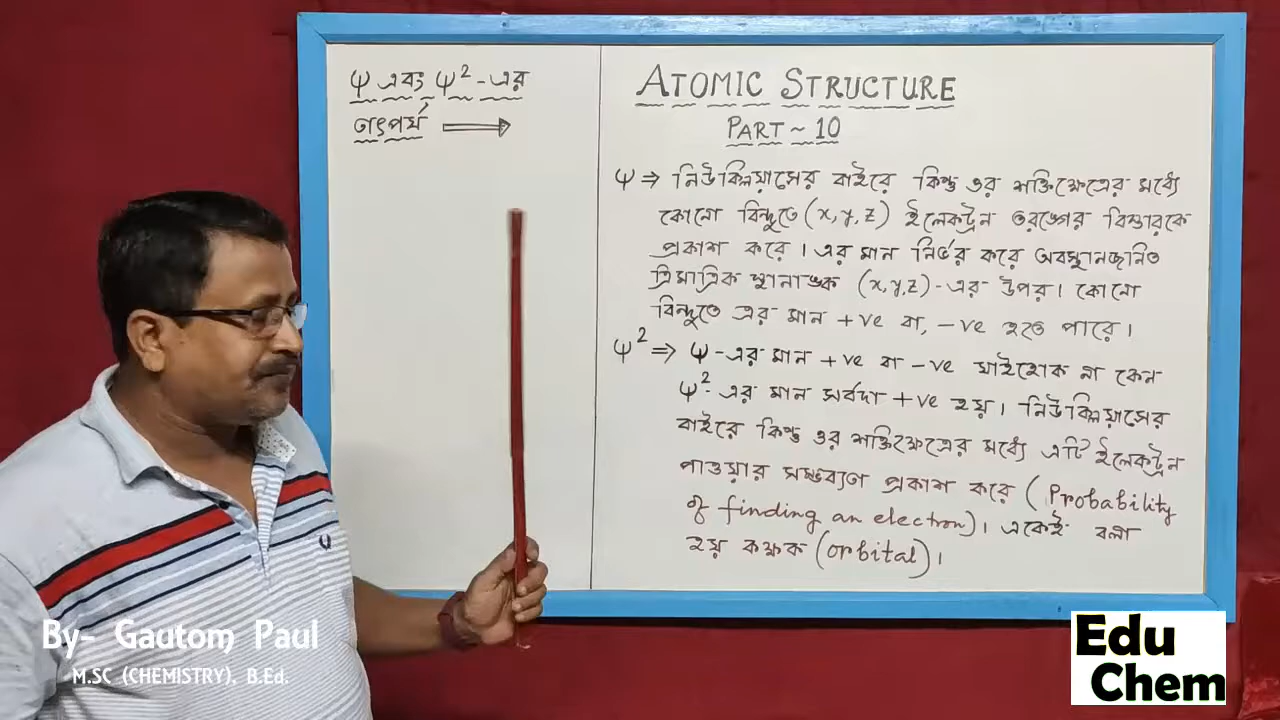 ψ এবং ψ²-এর
তাৎপর্য ⟹
ATOMIC STRUCTURE
PART ~ 10
ψ ⇒ নিউক্লিয়াসের বাইরে কিন্তু ওর শক্তিক্ষেত্রের মধ্যে
কোনো বিন্দুতে (x, y, z) ইলেকট্রন তরঙ্গের বিস্তারকে
প্রকাশ করে। এর মান নির্ভর করে অবস্থানজনিত
ত্রিমাত্রিক স্থানাঙ্ক (x, y, z)-এর উপর। কোনো
বিন্দুতে এর মান +ve বা, -ve হতে পারে।
ψ² ⇒ ψ-এর মান +ve বা -ve যাইহোক না কেন
ψ²-এর মান সর্বদা +ve হয়। নিউক্লিয়াসের
বাইরে কিন্তু ওর শক্তিক্ষেত্রের মধ্যে এটি ইলেকট্রন
পাওয়ার সম্ভব্যতা প্রকাশ করে (Probability
of finding an electron)। একেই বলা
হয় কক্ষক (orbital)।
By- Gautom Paul
M.SC (CHEMISTRY), B.Ed.
Edu
Chem